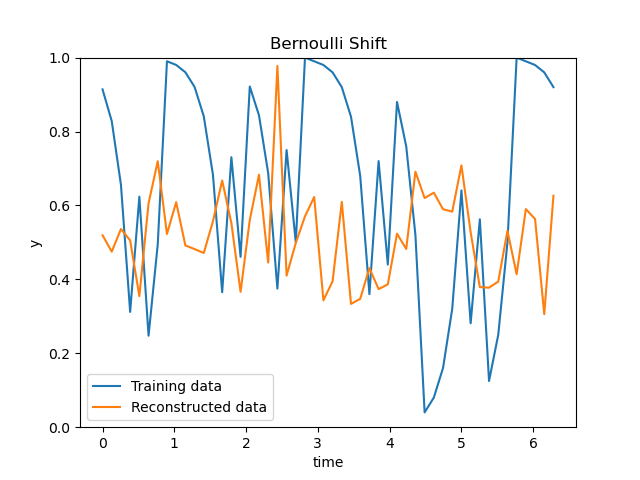 Bernoulli Shift
1.0
0.8
0.6
0.4
0.2
0.0
y
Training data
Reconstructed data
0 1 2 3 4 5 6
time